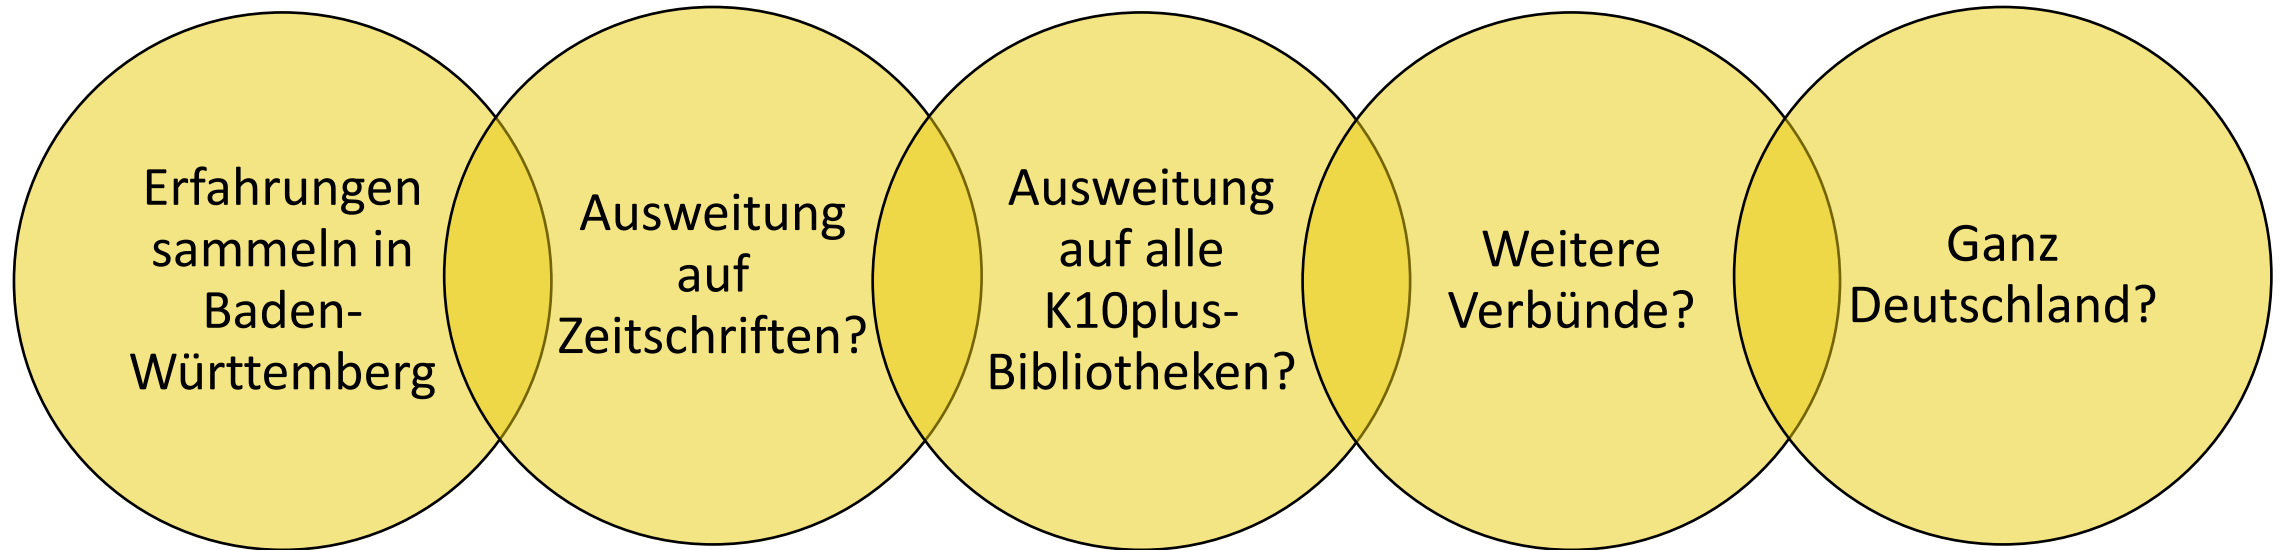 Erfahrungen
sammeln in
Baden-
Württemberg
Ausweitung
auf
Zeitschriften?
Ausweitung
auf alle
K10plus-
Bibliotheken?
Weitere
Verbünde?
Ganz
Deutschland?